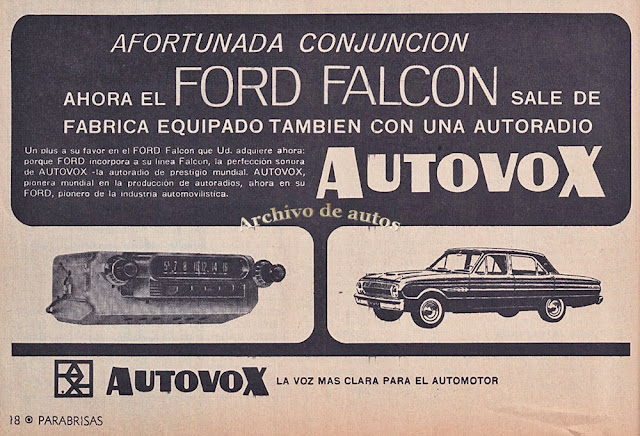 AFORTUNADA CONJUNCION
AHORA EL FORD FALCON SALE DE
FABRICA EQUIPADO TAMBIEN CON UNA AUTORADIO
Un plus a su favor en el FORD Falcon que Ud. adquiere ahora:
porque FORD incorpora a su línea Falcon, la perfección sonora
de AUTOVOX -la autoradio de prestigio mundial. AUTOVOX,
pionera mundial en la producción de autoradios, ahora en su
FORD, pionero de la industria automovilística.
AUTOVOX
Archivo de autos
AUTOVOX LA VOZ MAS CLARA PARA EL AUTOMOTOR
18 PARABRISAS